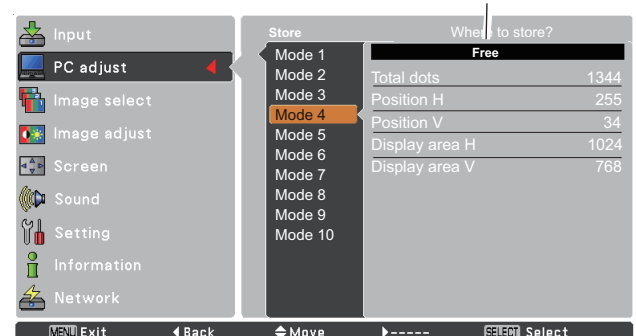 Input
PC adjust
Image select
Image adjust
Screen
Sound
Setting
Information
Network
Store
Where to store?
Mode 1
Mode 2
Mode 3
Mode 4
Mode 5
Mode 6
Mode 7
Mode 8
Mode 9
Mode 10
Free
Total dots 1344
Position H 255
Position V 34
Display area H 1024
Display area V 768
MENU Exit Back Move ----- SELECT Select